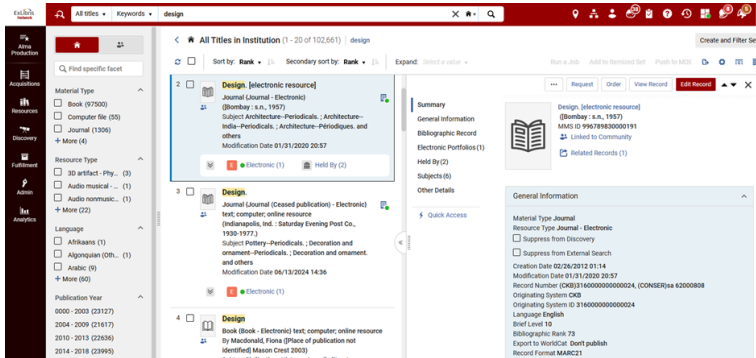 ExLibris
Network
All titles
Keywords
design
38
Alma
Production
Acquisitions
Resources
Discovery
Fulfillment
Admin
Analytics
Find specific facet
Material Type
Book (97500)
Computer file (55)
Journal (1306)
+ More (4)
Resource Type
3D artifact - Phy... (3)
Audio musical - ... (1)
Audio nonmusic... (1)
+ More (22)
Language
Afrikaans (1)
Algonquian (Oth... (1)
Arabic (9)
+ More (60)
Publication Year
0000 - 2003 (23127)
2004 - 2009 (21617)
2010 - 2013 (22636)
2014 - 2018 (23995)
All Titles in Institution (1 - 20 of 102,661) design
Create and Filter Se
Sort by: Rank
Secondary sort by: Rank
Expand: Select a value
Run a Job
Add to Itemized Set
Push to MDE
2
Design. [electronic resource]
Journal (Journal - Electronic)
([Bombay : s.n., 1957)
Subject Architecture--Periodicals. ; Architecture--
India--Periodicals. ; Architecture--Périodiques. and
others
Modification Date 01/31/2020 20:57
E Electronic (1)
Held By (2)
3
Design.
Journal (Journal (Ceased publication) - Electronic)
text; computer; online resource
(Indianapolis, Ind. : Saturday Evening Post Co.,
1930-1977.)
Subject Pottery--Periodicals. ; Decoration and
ornament--Periodicals. ; Decoration and ornament.
and others
Modification Date 06/13/2024 14:36
E Electronic (1)
4
Design
Book (Book - Electronic) text; computer; online resource
By Macdonald, Fiona ([Place of publication not
identified] Mason Crest 2003)
Summary
General Information
Bibliographic Record
Electronic Portfolios (1)
Held By (2)
Subjects (6)
Other Details
Quick Access
Request
Order
View Record
Edit Record
Design. [electronic resource]
([Bombay : s.n., 1957)
MMS ID 996789830000191
Linked to Community
Related Records (1)
General Information
Material Type Journal
Resource Type Journal - Electronic
Suppress from Discovery
Suppress from External Search
Creation Date 02/26/2012 01:14
Modification Date 01/31/2020 20:57
Record Number (CKB)3160000000000024, (CONSER)sa 62000808
Originating System CKB
Originating System ID 3160000000000024
Language English
Brief Level 10
Bibliographic Rank 73
Export to WorldCat Don't publish
Record Format MARC21